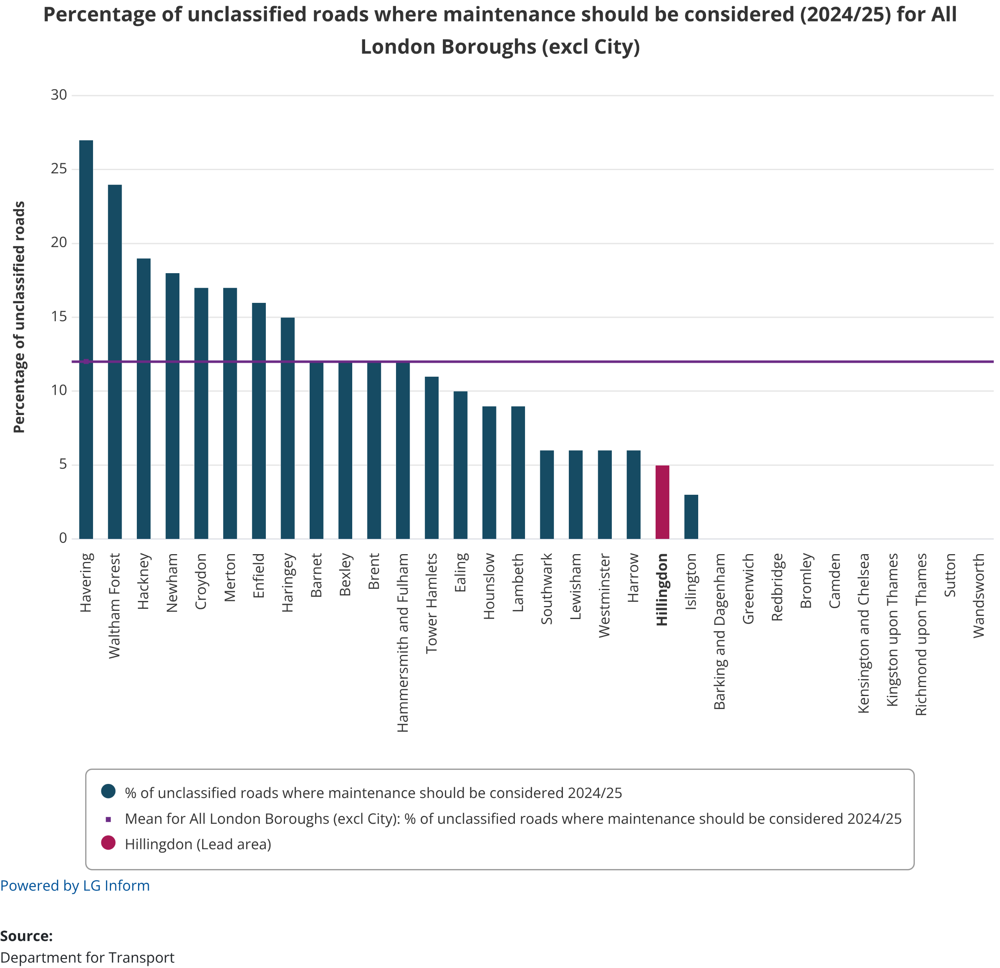 Percentage of unclassified roads where maintenance should be considered (2024/25) for All
London Boroughs (excl City)
Percentage of unclassified roads
30
25
20
15
10
5
0
Havering
Waltham Forest
Hackney
Newham
Croydon
Merton
Enfield
Haringey
Barnet
Bexley
Brent
Hammersmith and Fulham
Tower Hamlets
Ealing
Hounslow
Lambeth
Southwark
Lewisham
Westminster
Harrow
Hillingdon
Islington
Barking and Dagenham
Greenwich
Redbridge
Bromley
Camden
Kensington and Chelsea
Kingston upon Thames
Richmond upon Thames
Sutton
Wandsworth
% of unclassified roads where maintenance should be considered 2024/25
Mean for All London Boroughs (excl City): % of unclassified roads where maintenance should be considered 2024/25
Hillingdon (Lead area)
Powered by LG Inform
Source:
Department for Transport